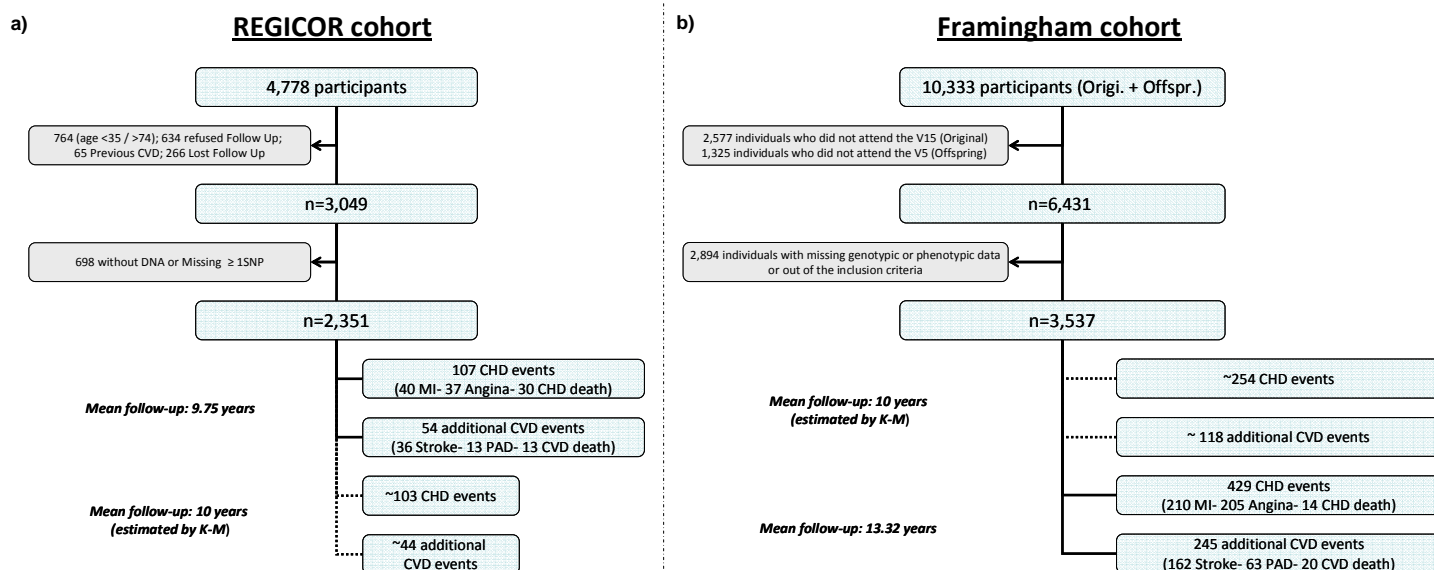 a)
REGICOR cohort
4,778 participants
764 (age <35 / >74); 634 refused Follow Up;
65 Previous CVD; 266 Lost Follow Up
n=3,049
698 without DNA or Missing ≥ 1SNP
n=2,351
107 CHD events
(40 MI- 37 Angina- 30 CHD death)
Mean follow-up: 9.75 years
54 additional CVD events
(36 Stroke- 13 PAD- 13 CVD death)
~103 CHD events
Mean follow-up: 10 years
(estimated by K-M)
~44 additional
CVD events
b)
Framingham cohort
10,333 participants (Origi. + Offspr.)
2,577 individuals who did not attend the V15 (Original)
1,325 individuals who did not attend the V5 (Offspring)
n=6,431
2,894 individuals with missing genotypic or phenotypic data
or out of the inclusion criteria
n=3,537
~254 CHD events
Mean follow-up: 10 years
(estimated by K-M)
~ 118 additional CVD events
429 CHD events
(210 MI- 205 Angina- 14 CHD death)
Mean follow-up: 13.32 years
245 additional CVD events
(162 Stroke- 63 PAD- 20 CVD death)